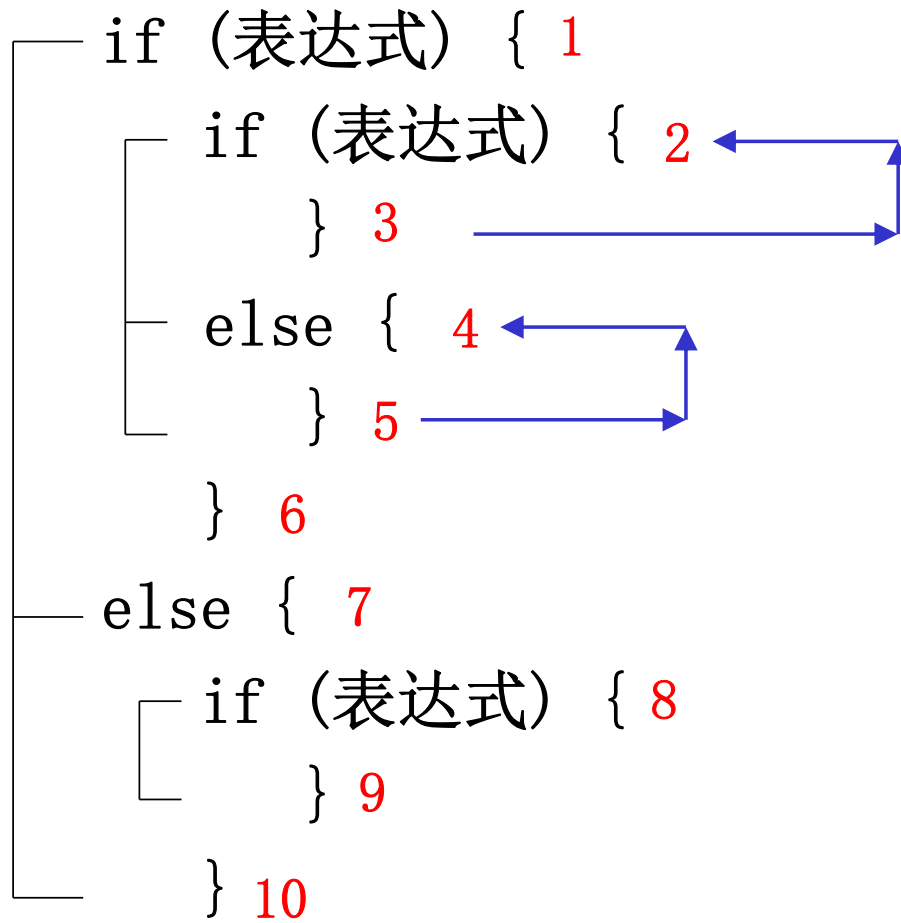 if (表达式) { 1
if (表达式) { 2
} 3
else { 4
} 5
} 6
else { 7
if (表达式) { 8
} 9
} 10